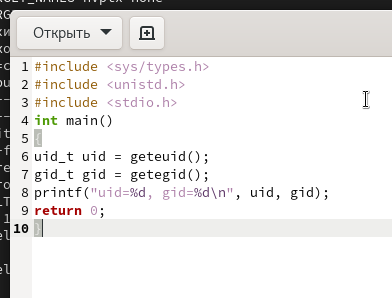 Открыть
1 #include <sys/types.h>
2 #include <unistd.h>
3 #include <stdio.h>
4 int main()
5 {
6 uid_t uid = geteuid();
7 gid_t gid = getegid();
8 printf("uid=%d, gid=%d\n", uid, gid);
9 return 0;
10 }